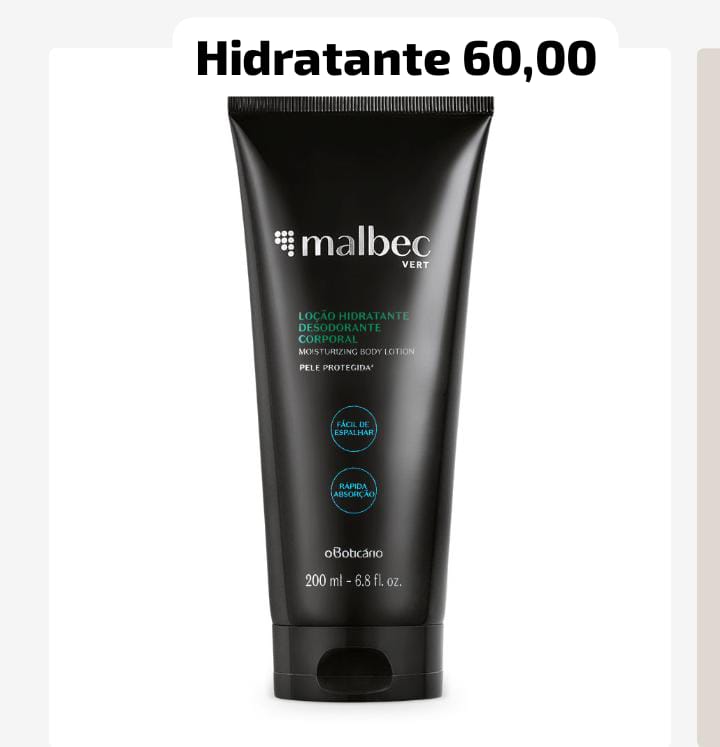 Hidratante 60,00
malbec
VERT
LOÇÃO HIDRATANTE
DESODORANTE
CORPORAL
MOISTURIZING BODY LOTION
PELE PROTEGIDA*
FÁCIL DE
ESPALHAR
RÁPIDA
ABSORÇÃO
oBoticário
200 ml - 6.8 fl. oz.